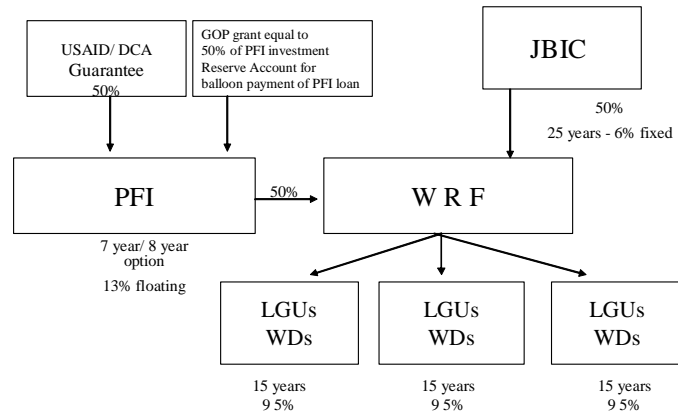 USAID/ DCA
Guarantee
50%
GOP grant equal to
50% of PFI investment
Reserve Account for
balloon payment of PFI loan
JBIC
50%
25 years - 6% fixed
PFI
50%
W R F
7 year/ 8 year
option
13% floating
LGUs
WDs
LGUs
WDs
LGUs
WDs
15 years
9 5%
15 years
9 5%
15 years
9 5%